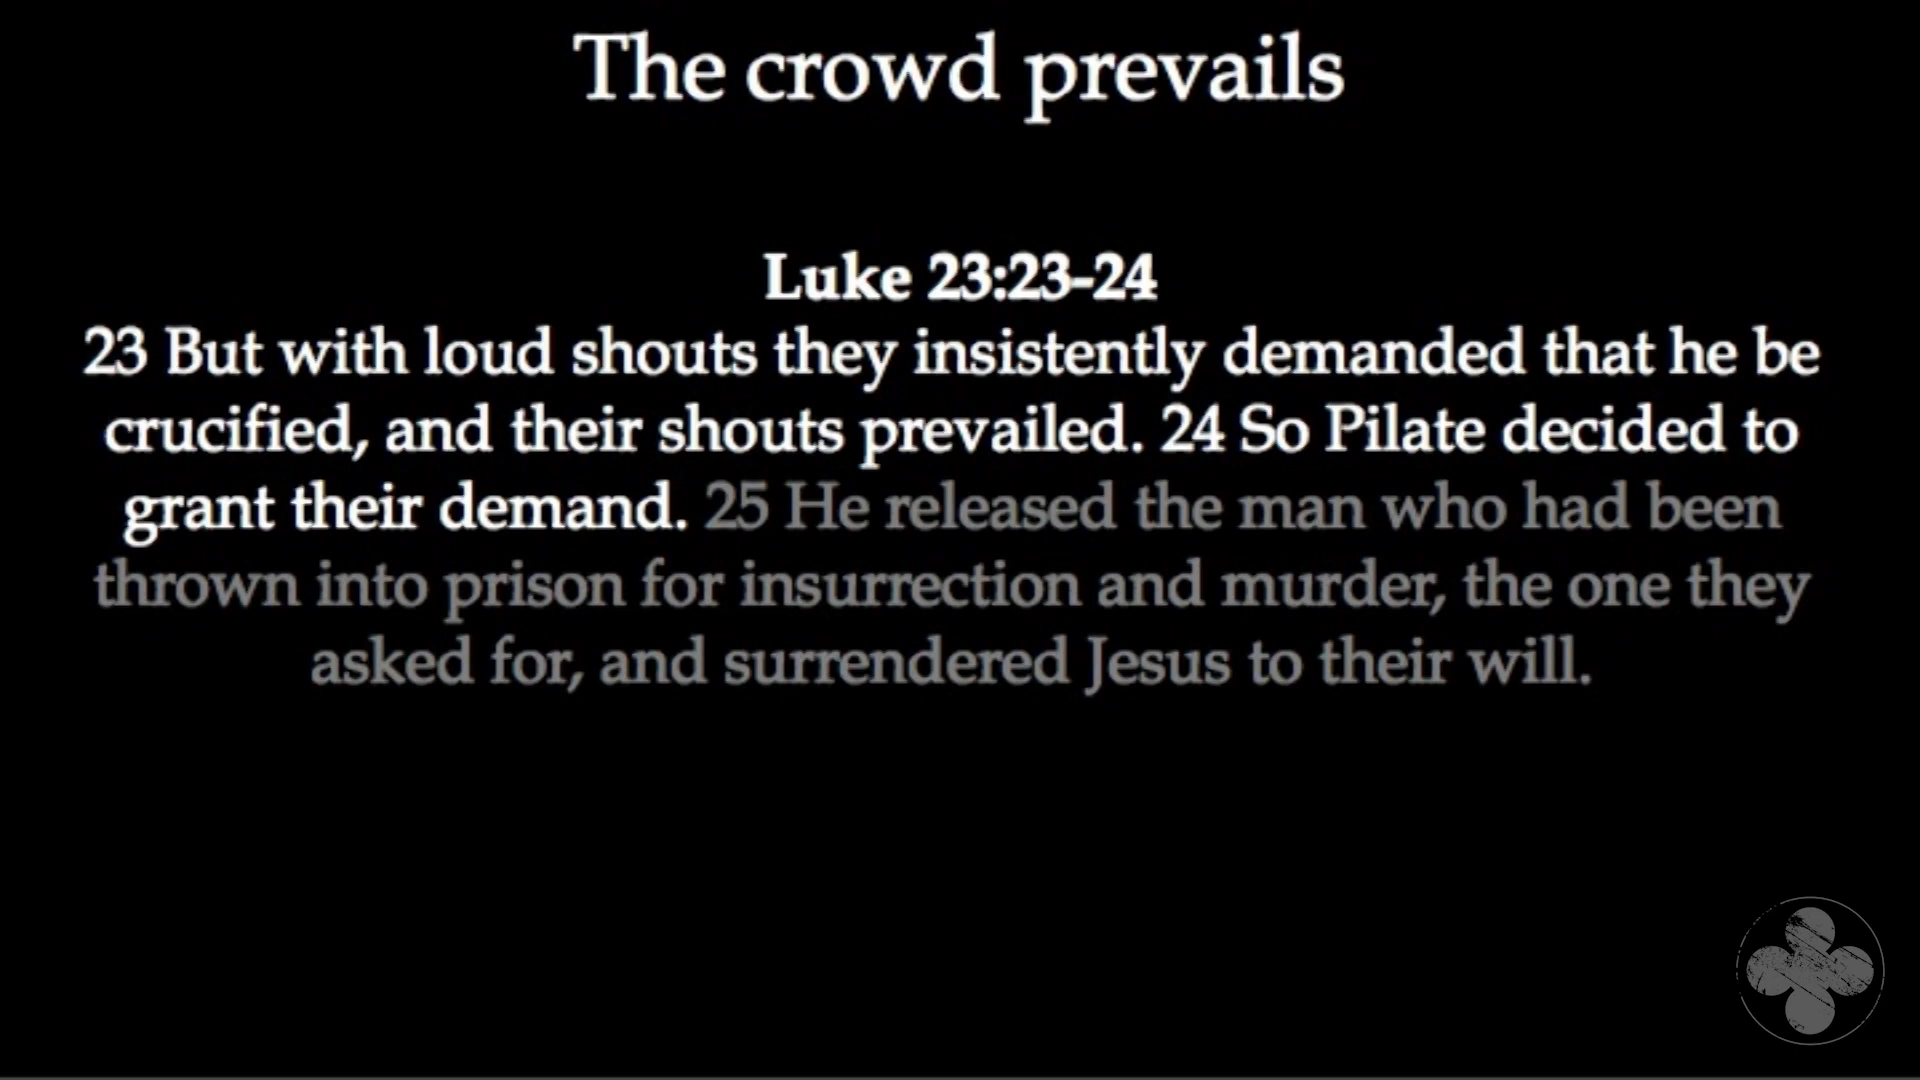 The crowd prevails
Luke 23:23-24
23 But with loud shouts they insistently demanded that he be
crucified, and their shouts prevailed. 24 So Pilate decided to
grant their demand. 25 He released the man who had been
thrown into prison for insurrection and murder, the one they
asked for, and surrendered Jesus to their will.